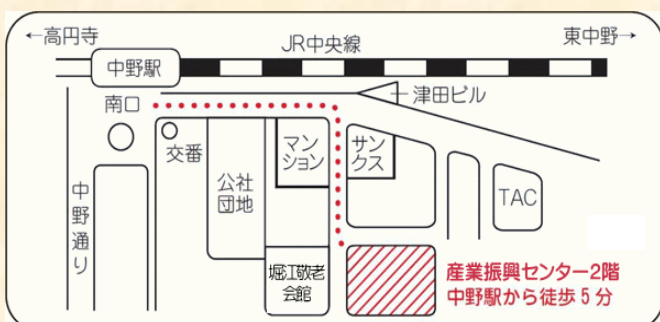 ←高円寺
JR中央線
東中野→
中野駅
津田ビル
南口
交番
マン
ション
サン
クス
公社
団地
中野通り
TAC
堀江敬老
会館
産業振興センター2階
中野駅から徒歩5分